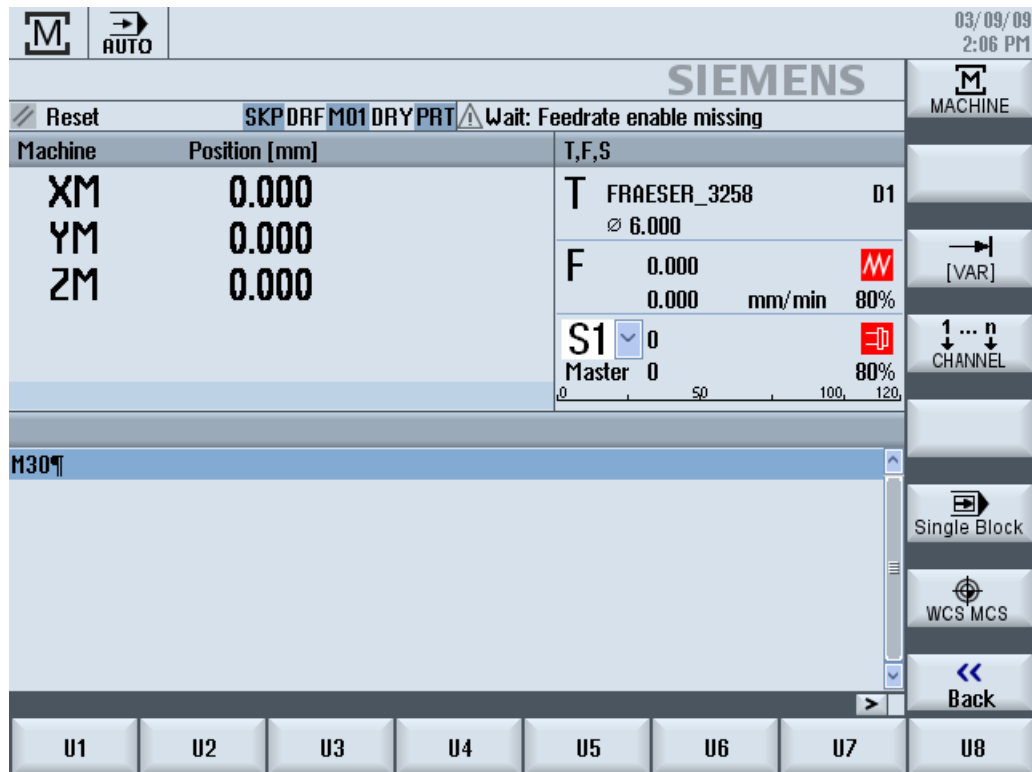 M
AUTO
03/09/09
2:06 PM
SIEMENS
Reset SKP DRF M01 DRY PRT Wait: Feedrate enable missing
Machine Position [mm]
XM 0.000
YM 0.000
ZM 0.000
T,F,S
T FRAESER_3258 D1
⌀ 6.000
F 0.000
0.000 mm/min 80%
S1 0
Master 0 80%
0 50 100 120
M30¶
M
MACHINE
[VAR]
1 ... n
CHANNEL
Single Block
WCS MCS
<<
Back
>
U1 U2 U3 U4 U5 U6 U7 U8